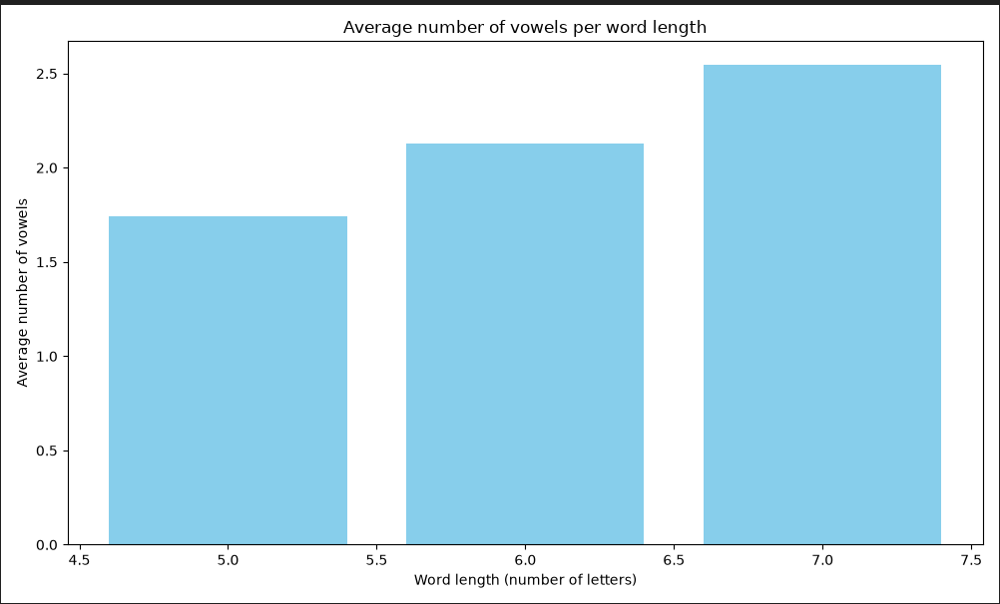 Average number of vowels per word length
2.5
2.0
1.5
1.0
0.5
0.0
Average number of vowels
4.5 5.0 5.5 6.0 6.5 7.0 7.5
Word length (number of letters)